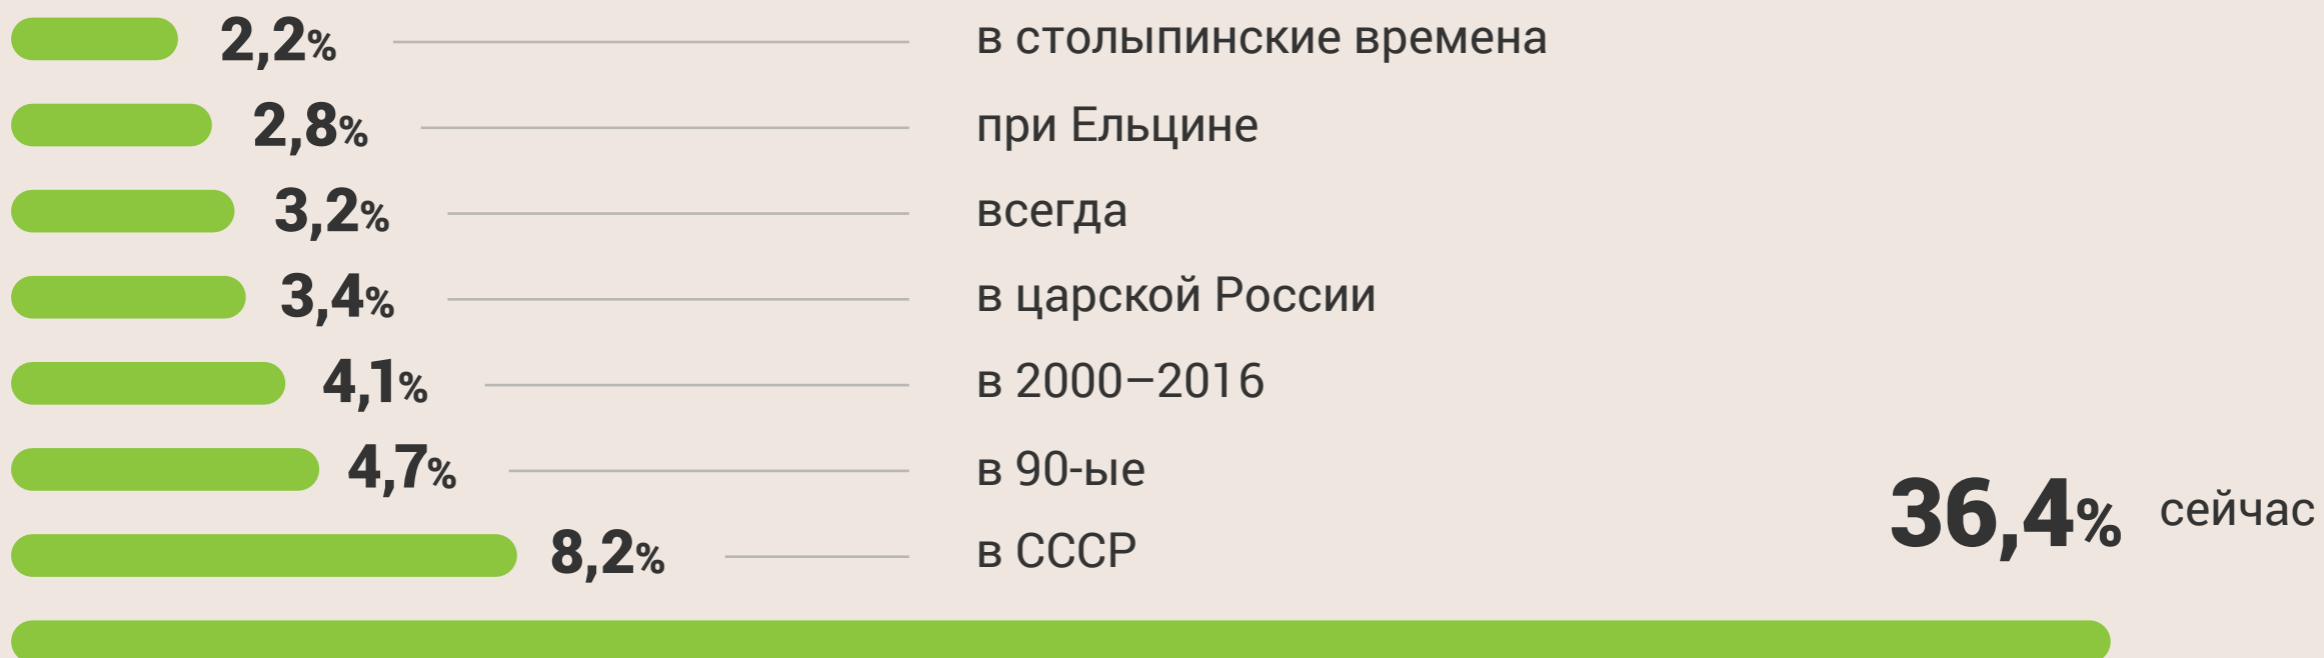 2,2% в столыпинские времена
2,8% при Ельцине
3,2% всегда
3,4% в царской России
4,1% в 2000–2016
4,7% в 90-ые
8,2% в СССР
36,4% сейчас